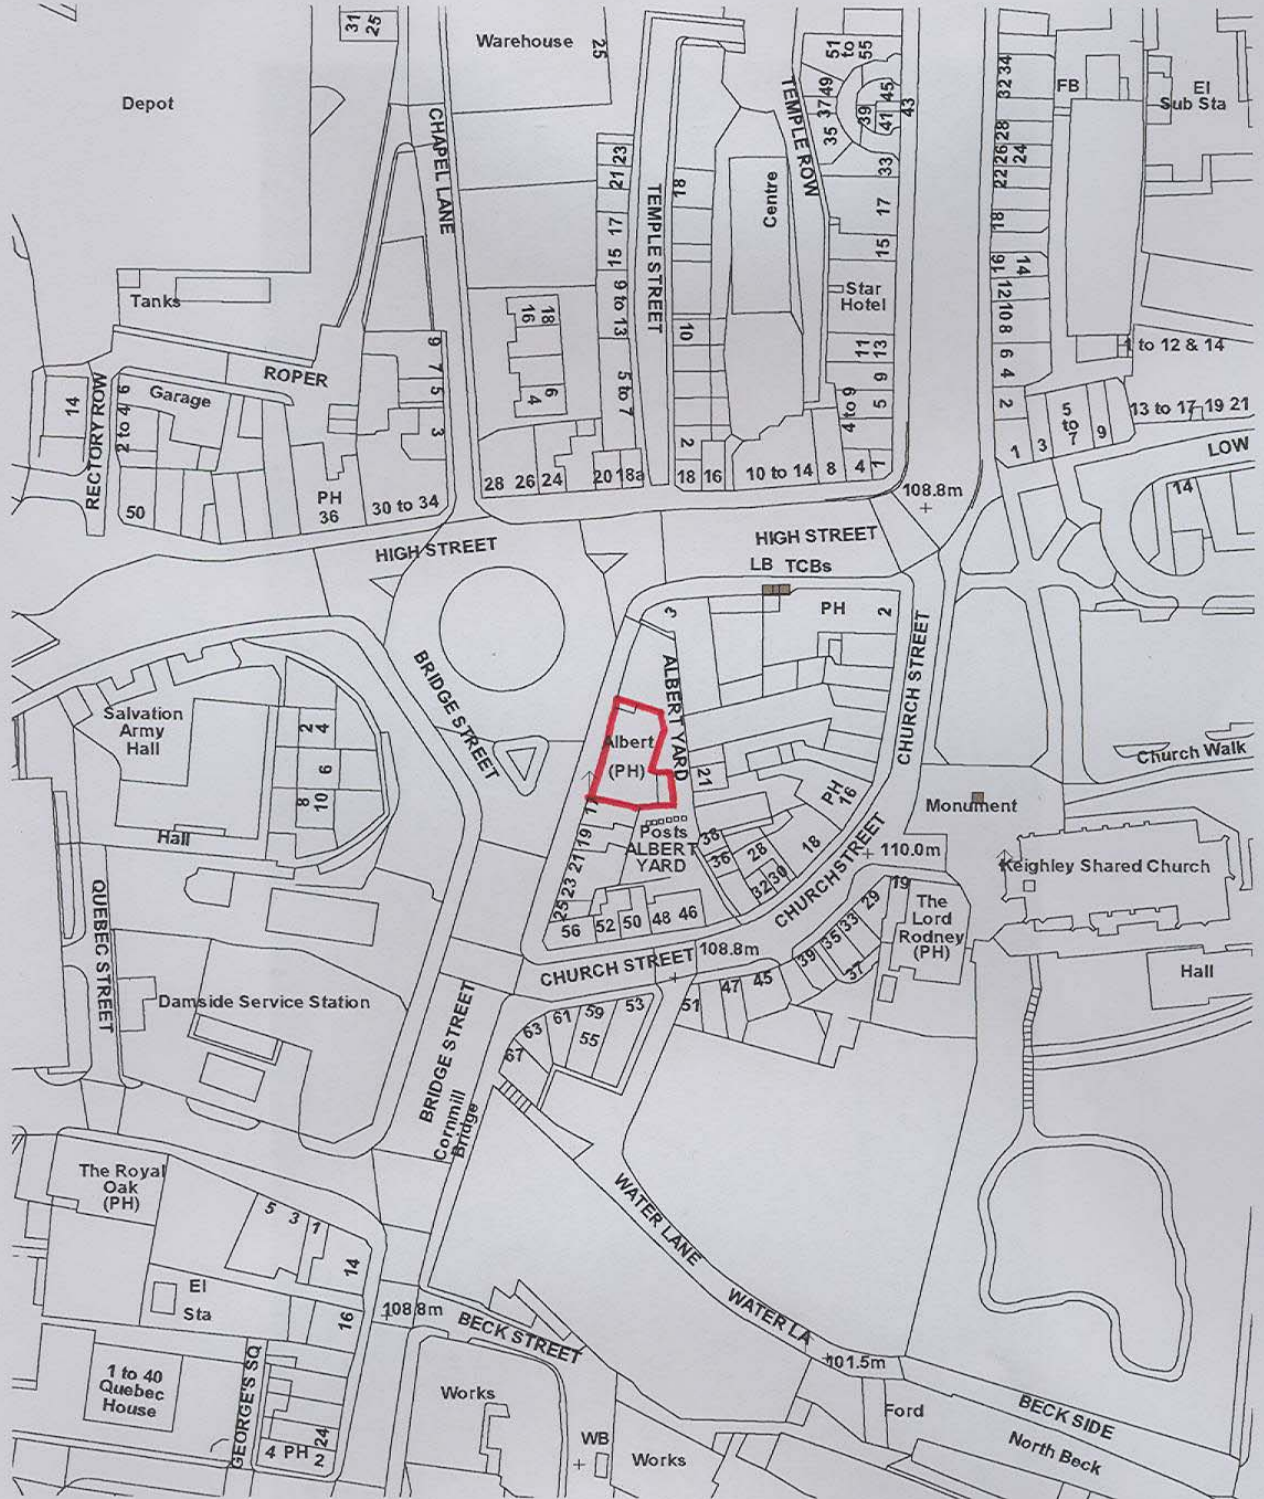 31
25
Warehouse
25
51
to
55
Depot
32 34
FB
El
Sub Sta
CHAPEL LANE
TEMPLE ROW
35 37 49
39
45
41
43
33
28
22 26
24
21 23
18
TEMPLE STREET
Centre
17
17
18
15
15
16
14
9 to 13
Star
Hotel
12
10
8
Tanks
16
18
10
11
13
6
1 to 12 & 14
9
7
5
3
ROPER
4
6
5 to 7
4 to 9
9
5
4
2
14
RECTORY ROW
2 to 4
6
Garage
5
to
7
13 to 17
19
21
1
3
9
LOW
50
PH
36
30 to 34
28
26
24
20
18a
2
18
16
10 to 14
8
4
1
108.8m
14
HIGH STREET
HIGH STREET
LB
TCBs
3
PH
2
BRIDGE STREET
ALBERT YARD
CHURCH STREET
Salvation
Army
Hall
2
4
6
8
10
Albert
(PH)
21
Church Walk
PH
16
Monument
Hall
17
19
21
23
25
Posts
ALBERT
YARD
38
36
28
18
32
30
CHURCH STREET
110.0m
Keighley Shared Church
19
29
The
Lord
Rodney
(PH)
33
35
39
37
56
52
50
48
46
QUEBEC STREET
CHURCH STREET
108.8m
Hall
Damside Service Station
BRIDGE STREET
Cornmill
Bridge
67
63
61
59
55
53
51
47
45
The Royal
Oak
(PH)
5
3
1
14
WATER LANE
El
Sta
16
108.8m
BECK STREET
WATER LA
101.5m
1 to 40
Quebec
House
GEORGE'S SQ
Works
Ford
BECK SIDE
North Beck
4
PH
2
24
WB
Works